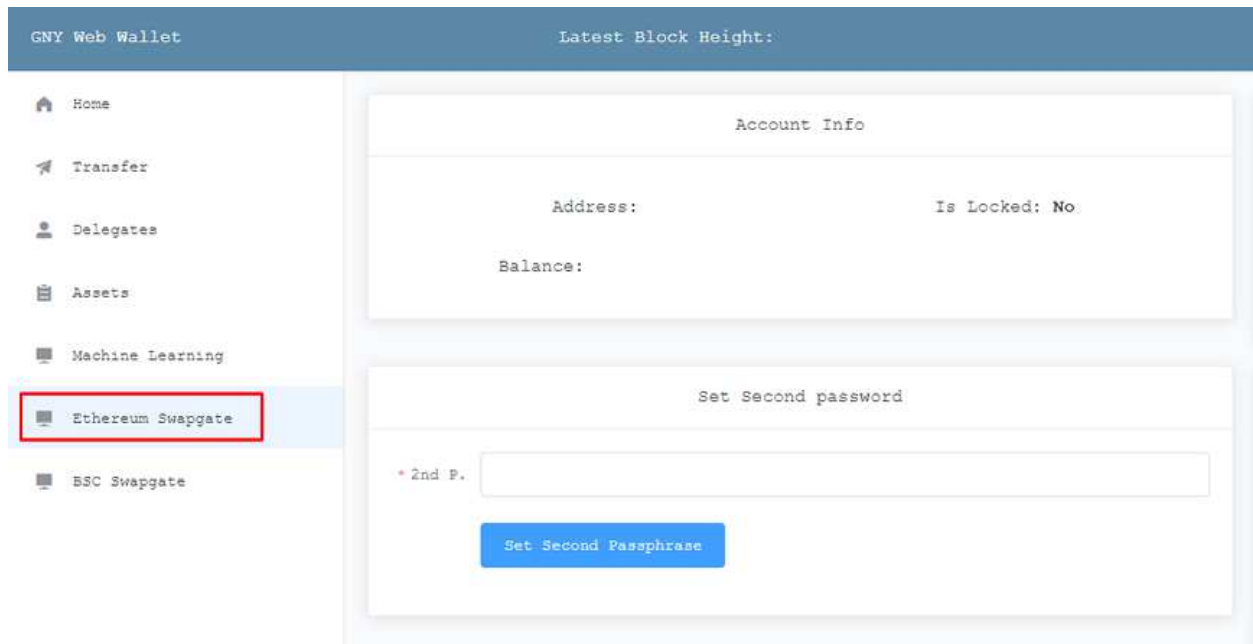 GNY Web Wallet
Latest Block Height:
Home
Transfer
Delegates
Assets
Machine Learning
Ethereum Swapgate
BSC Swapgate
Account Info
Address:
Is Locked: No
Balance:
Set Second password
* 2nd P.
Set Second Passphrase